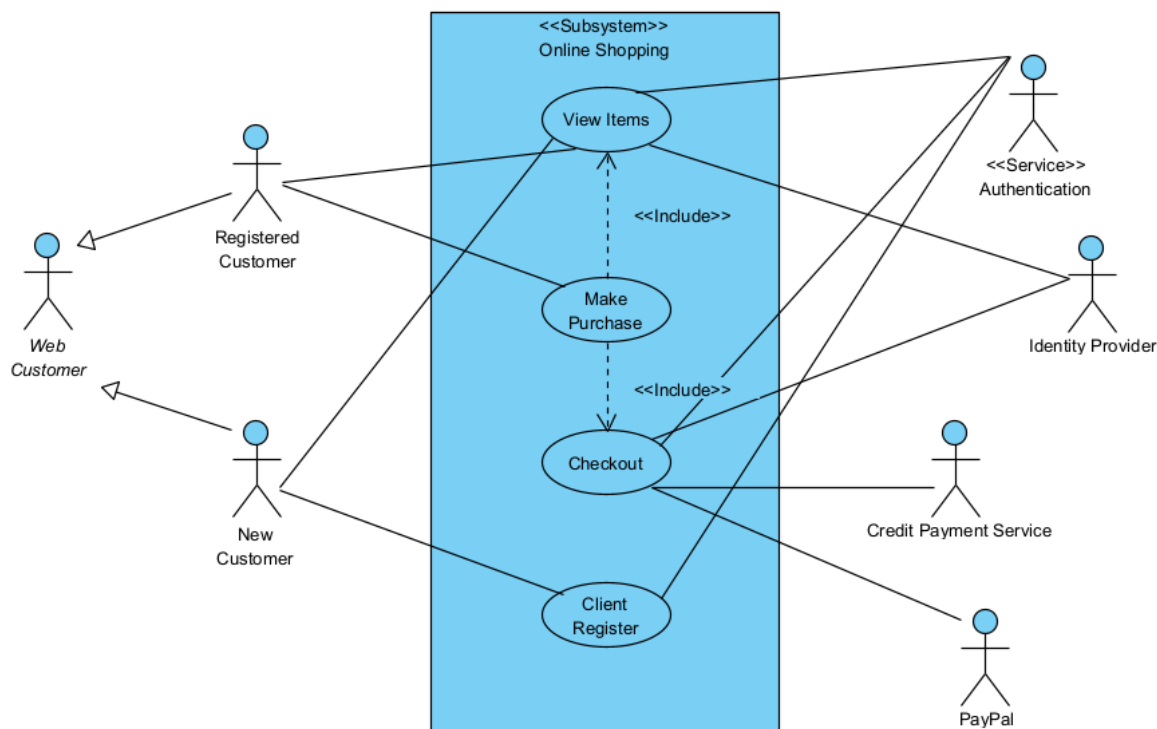 <<Subsystem>>
Online Shopping
View Items
<<Service>>
Authentication
<<Include>>
Registered
Customer
Web
Customer
Make
Purchase
Identity Provider
<<Include>>
Checkout
Credit Payment Service
New
Customer
Client
Register
PayPal